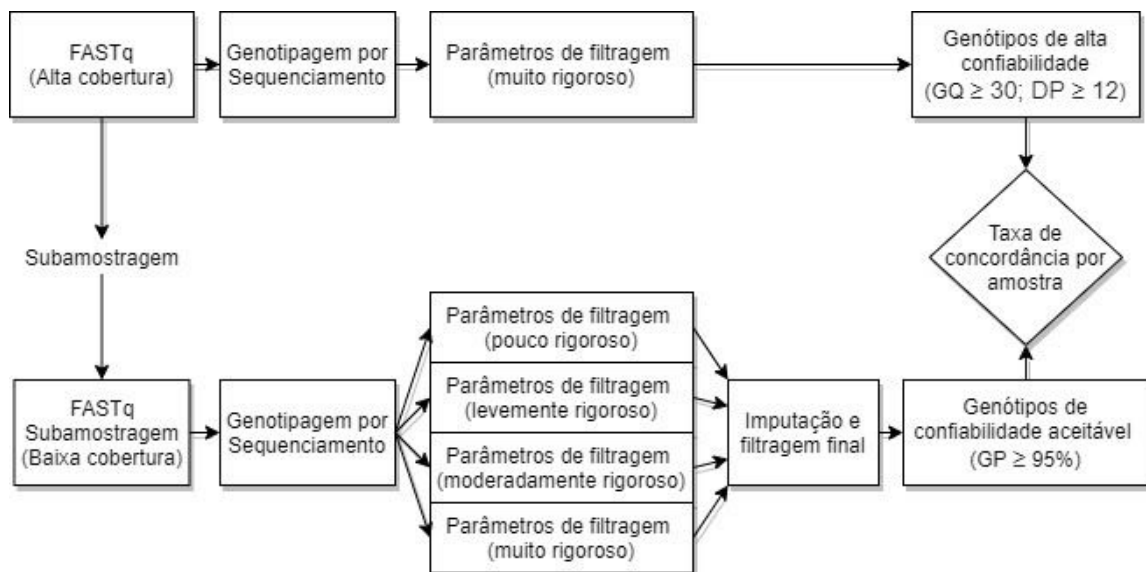 FASTq
(Alta cobertura)
Genotipagem por
Sequenciamento
Parâmetros de filtragem
(muito rigoroso)
Genótipos de alta
confiabilidade
(GQ ≥ 30; DP ≥ 12)
Subamostragem
Taxa de
concordância por
amostra
FASTq
Subamostragem
(Baixa cobertura)
Genotipagem por
Sequenciamento
Parâmetros de filtragem
(pouco rigoroso)
Parâmetros de filtragem
(levemente rigoroso)
Parâmetros de filtragem
(moderadamente rigoroso)
Parâmetros de filtragem
(muito rigoroso)
Imputação e
filtragem final
Genótipos de
confiabilidade aceitável
(GP ≥ 95%)